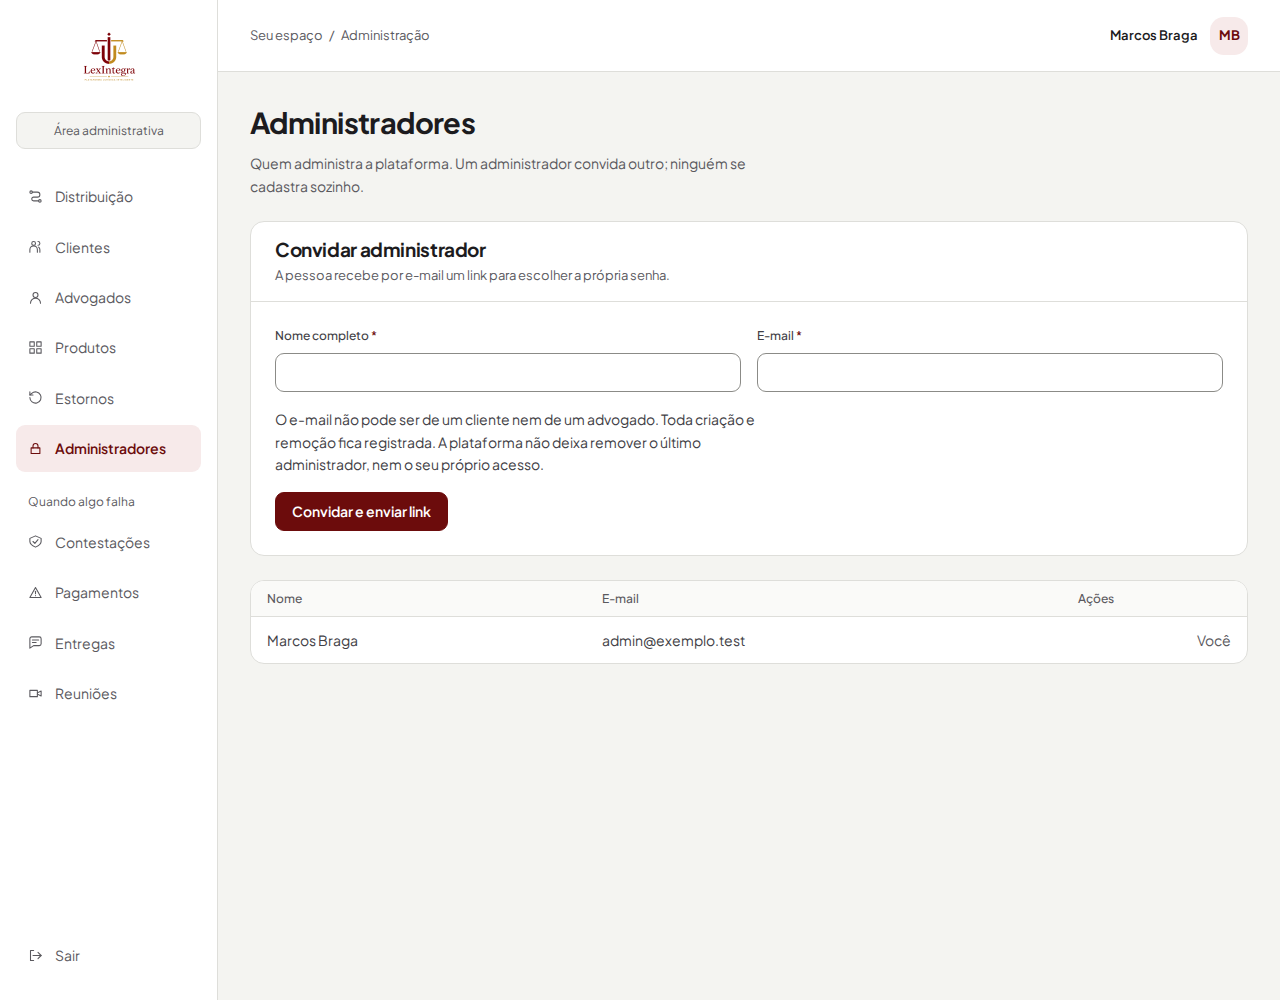 LexIntegra
Área administrativa
Distribuição
Clientes
Advogados
Produtos
Estornos
Administradores
Quando algo falha
Contestações
Pagamentos
Entregas
Reuniões
Sair
Seu espaço / Administração
Marcos Braga MB
Administradores
Quem administra a plataforma. Um administrador convida outro; ninguém se
cadastra sozinho.
Convidar administrador
A pessoa recebe por e-mail um link para escolher a própria senha.
Nome completo * E-mail *
O e-mail não pode ser de um cliente nem de um advogado. Toda criação e
remoção fica registrada. A plataforma não deixa remover o último
administrador, nem o seu próprio acesso.
Convidar e enviar link
Nome E-mail Ações
Marcos Braga admin@exemplo.test Você